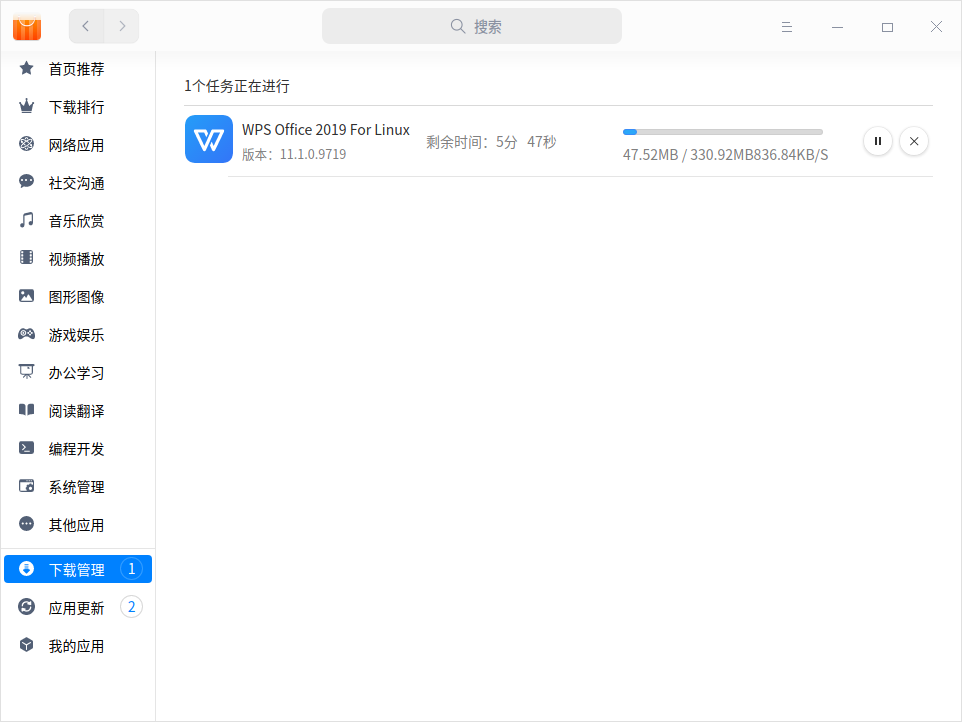 搜索
首页推荐
下载排行
网络应用
社交沟通
音乐欣赏
视频播放
图形图像
游戏娱乐
办公学习
阅读翻译
编程开发
系统管理
其他应用
下载管理 1
应用更新 2
我的应用
1个任务正在进行
WPS Office 2019 For Linux
版本：11.1.0.9719
剩余时间：5分 47秒
47.52MB / 330.92MB836.84KB/S